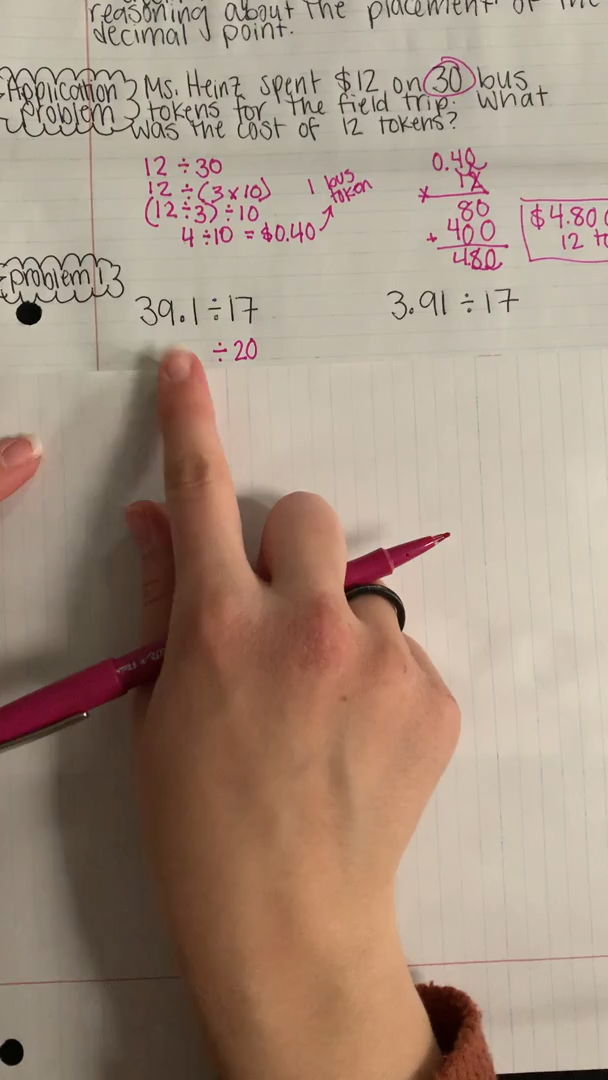 reasoning about the placement of the
decimal point.
Application Problem
Ms. Heinz spent $12 on 30 bus
tokens for the field trip. What
was the cost of 12 tokens?
12 ÷ 30
12 ÷ (3 x 10)
(12 ÷ 3) ÷ 10
4 ÷ 10 = $0.40
1 bus
token
0.40
x 12
80
+ 400
480
$4.80
12 to
problem 1
39.1 ÷ 17
3.91 ÷ 17
÷ 20